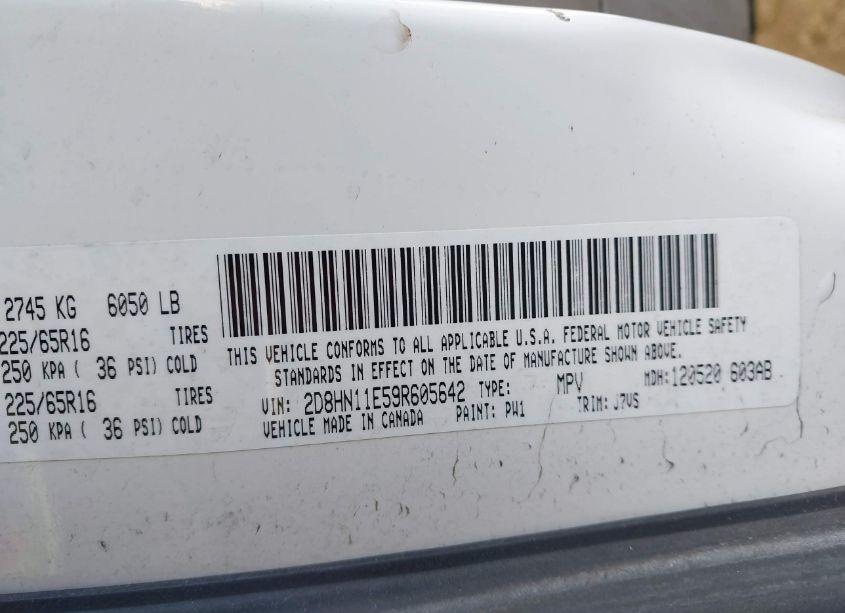 2745 KG 6050 LB
225/65R16 TIRES
250 KPA ( 36 PSI) COLD
225/65R16 TIRES
250 KPA ( 36 PSI) COLD
THIS VEHICLE CONFORMS TO ALL APPLICABLE U.S.A. FEDERAL MOTOR VEHICLE SAFETY
STANDARDS IN EFFECT ON THE DATE OF MANUFACTURE SHOWN ABOVE.
VIN: 2D8HN11E59R605642 TYPE: MPV MDH:120520 603AB
VEHICLE MADE IN CANADA PAINT: PW1 TRIM: J7VS